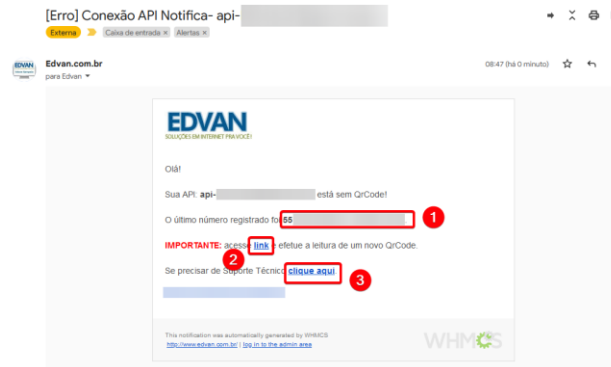 [Erro] Conexão API Notifica- api-
Externa Caixa de entrada × Alertas ×
EDVAN
Edvan.com.br
08:47 (há 0 minuto)
para Edvan
EDVAN
SOLUÇÕES EM INTERNET PRA VOCÊ!
Olá!
Sua API: api- está sem QrCode!
O último número registrado foi 55
1
IMPORTANTE: acesse link e efetue a leitura de um novo QrCode.
2
Se precisar de Suporte Técnico clique aqui
3
This notification was automatically generated by WHMCS
http://www.edvan.com.br/ | log in to the admin area
WHMCS